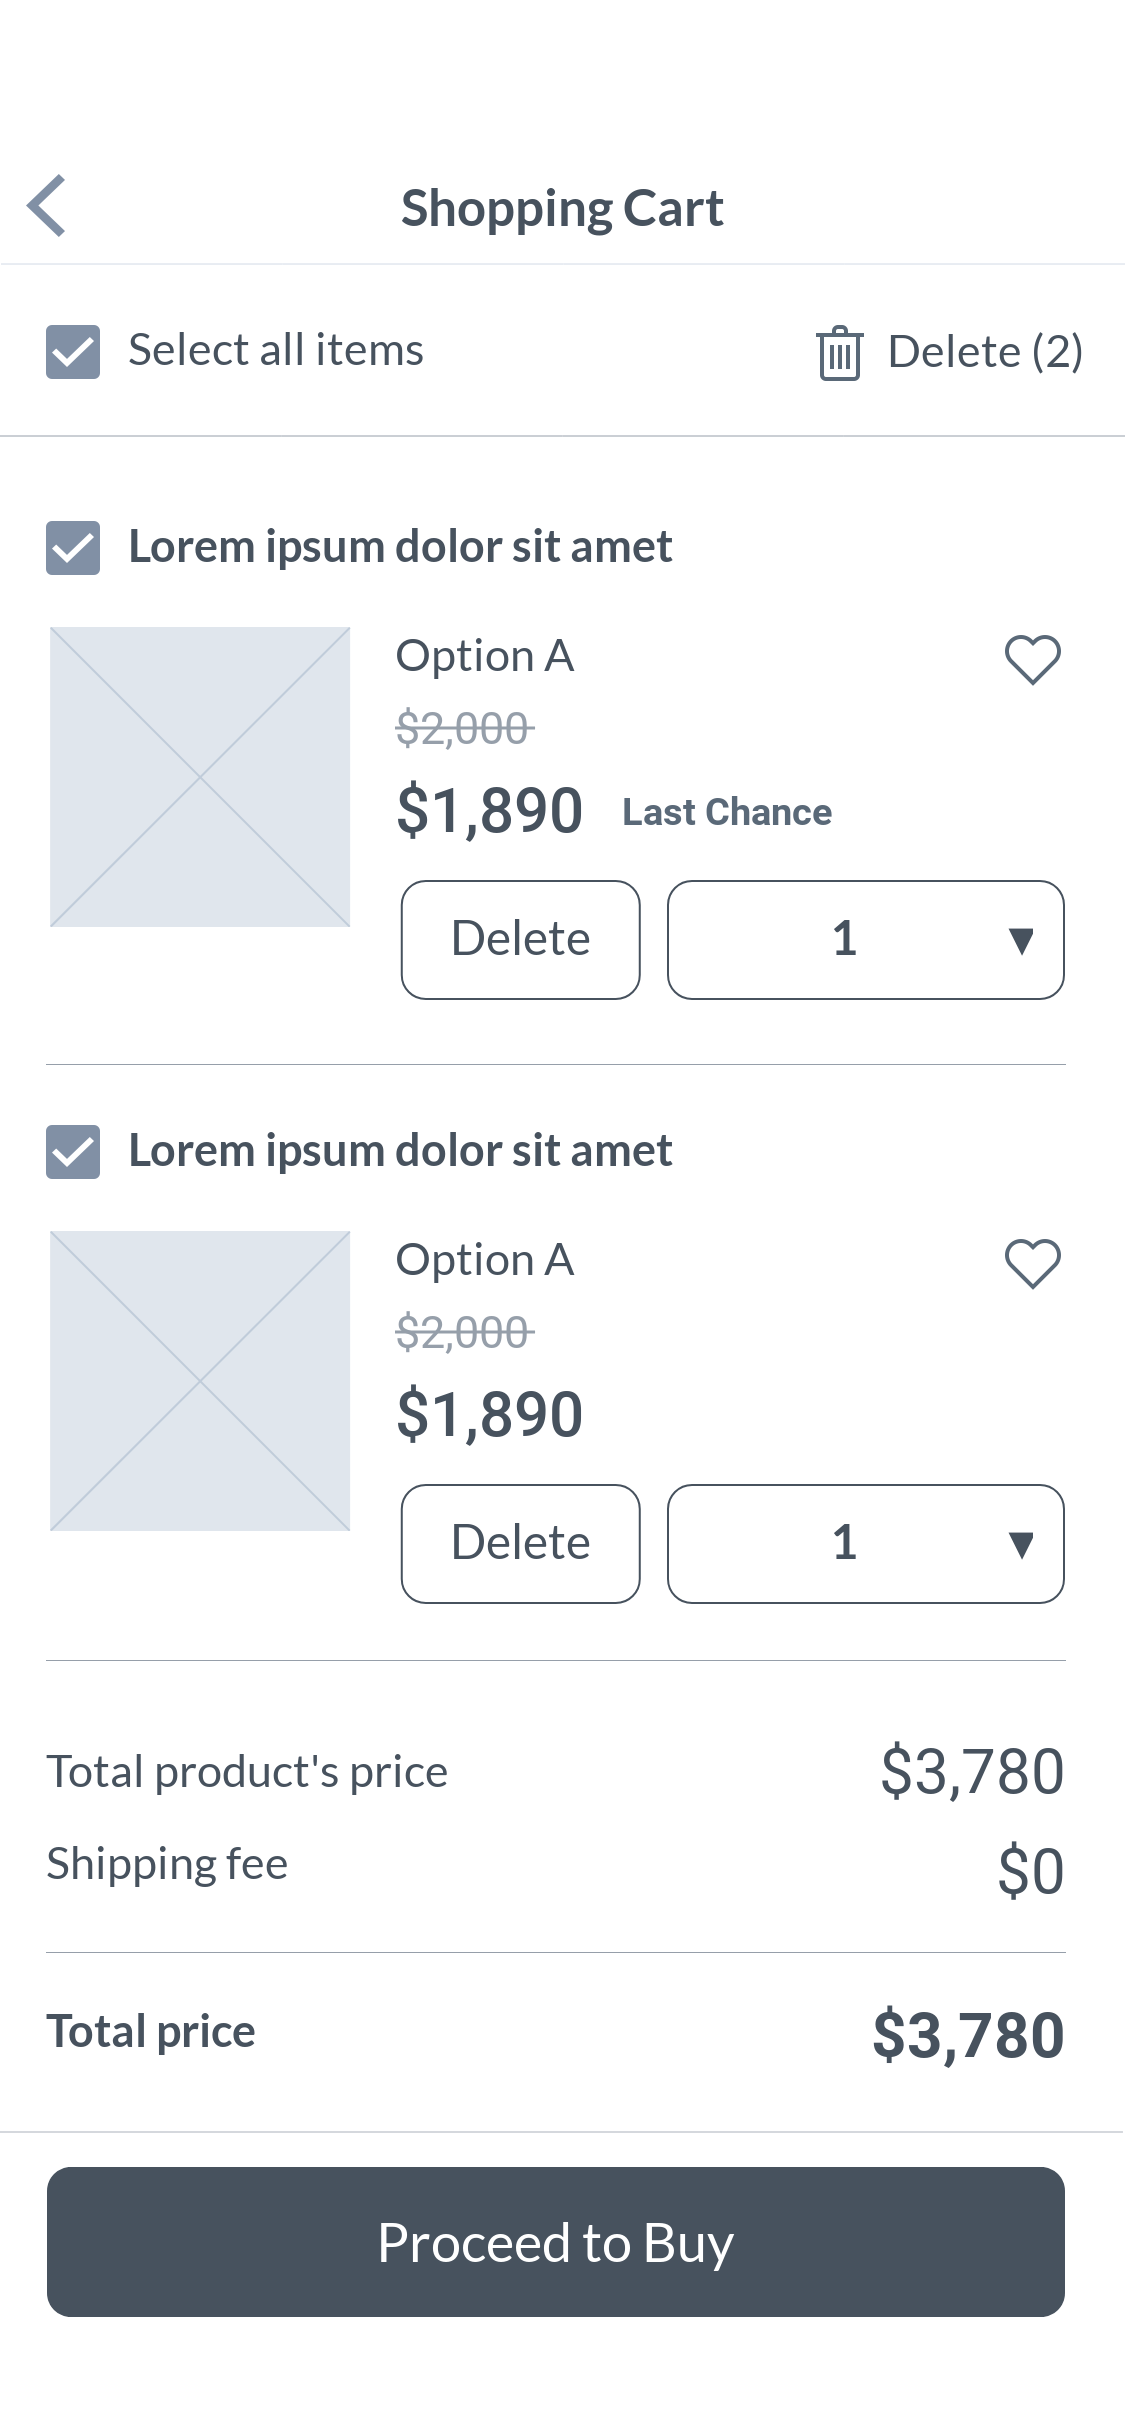 Shopping Cart
Select all items
Delete (2)
Lorem ipsum dolor sit amet
Option A
$2,000
$1,890 Last Chance
Delete
1
Lorem ipsum dolor sit amet
Option A
$2,000
$1,890
Delete
1
Total product's price $3,780
Shipping fee $0
Total price $3,780
Proceed to Buy